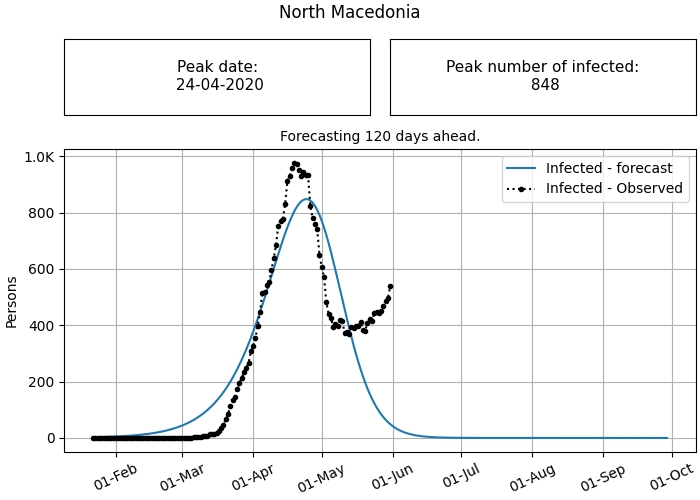 North Macedonia
Peak date:
24-04-2020
Peak number of infected:
848
Forecasting 120 days ahead.
Infected - forecast
Infected - Observed
Persons
1.0K
800
600
400
200
0
01-Feb
01-Mar
01-Apr
01-May
01-Jun
01-Jul
01-Aug
01-Sep
01-Oct